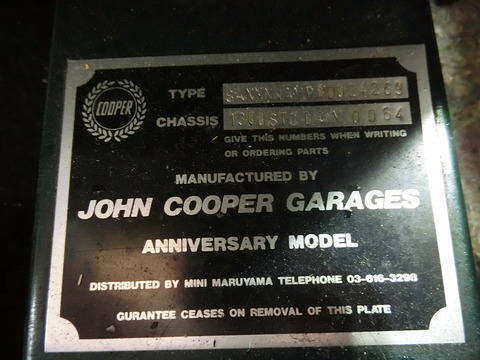 COOPER
TYPE
CHASSIS
GIVE THIS NUMBERS WHEN WRITING
OR ORDERING PARTS
MANUFACTURED BY
JOHN COOPER GARAGES
ANNIVERSARY MODEL
DISTRIBUTED BY MINI MARUYAMA TELEPHONE 03-616-3298
GURANTEE CEASES ON REMOVAL OF THIS PLATE